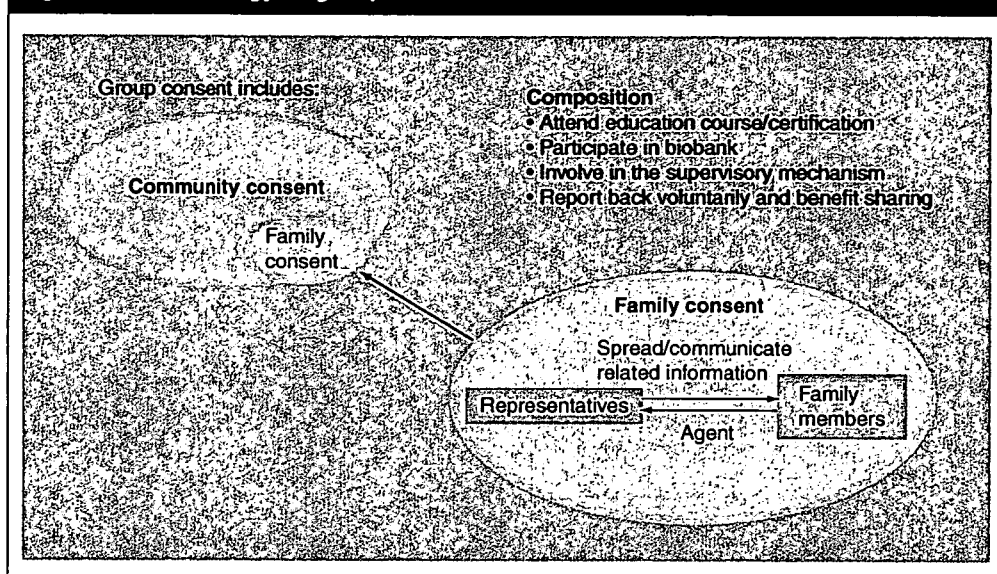 Group consent includes:
Community consent
Family
consent
Composition
• Attend education course/certification
• Participate in biobank
• Involve in the supervisory mechanism
• Report back voluntarily and benefit sharing
Family consent
Spread/communicate
related information
Representatives
Family
members
Agent